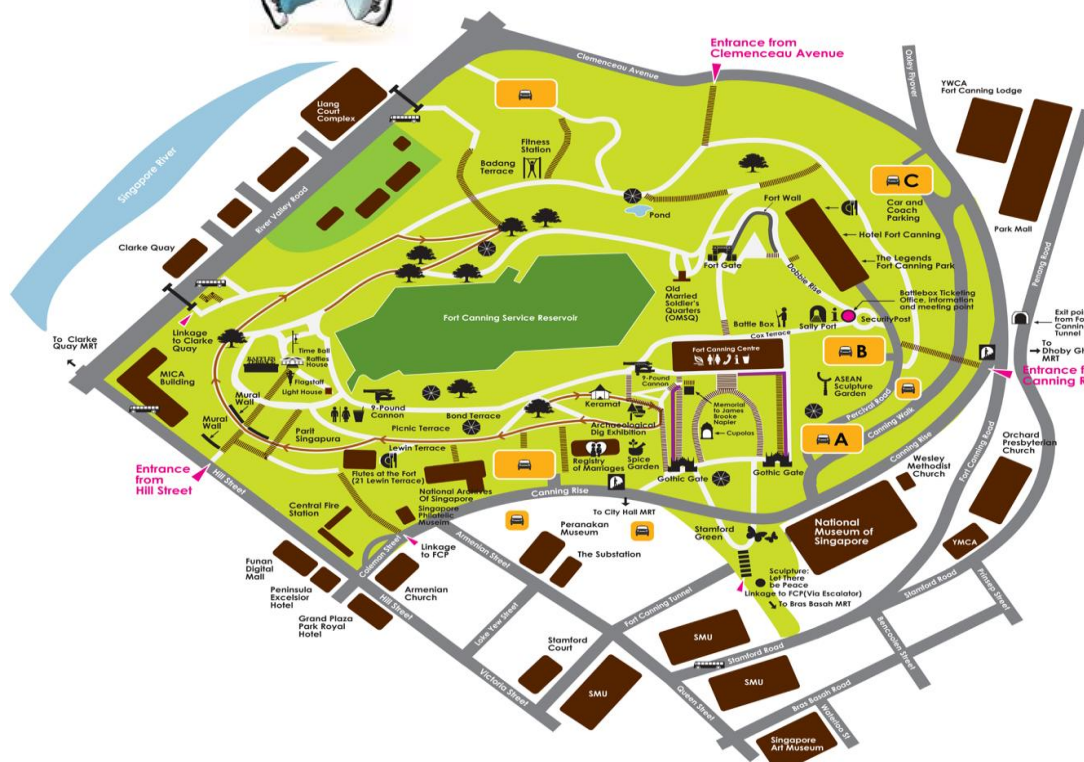 Entrance from
Clemenceau Avenue
Clemenceau Avenue
Oxley Flyover
YWCA
Fort Canning Lodge
Liang
Court
Complex
Singapore River
River Valley Road
Fitness
Station
Badang
Terrace
Pond
Fort Wall
C
Car and
Coach
Parking
Hotel Fort Canning
Park Mall
Penang Road
The Legends
Fort Canning Park
Clarke Quay
Fort Gate
Dobbie Rise
Old
Married
Soldier's
Quarters
(OMSQ)
Battlebox Ticketing
Office, information
and meeting point
Fort Canning Service Reservoir
Battle Box
Sally Port
i
SecurityPost
Exit poi
from Fo
Canning
Tunnel
To Clarke
Quay MRT
Linkage
to Clarke
Quay
Time Ball
Raffles
House
RAFFLES
Flagstaff
Light House
Cox Terrace
Fort Canning Centre
B
To
Dhoby Gh
MRT
Entrance f
Canning R
MICA
Building
Mural
Wall
Mural
Wall
9-Pound
Cannon
Bond Terrace
Keramat
9-Pound
Cannon
Memorial
to James
Brooke
Napier
ASEAN
Sculpture
Garden
Percival Road
Canning Walk
Parit
Singapura
Picnic Terrace
Archaeological
Dig Exhibition
Cupolas
A
Canning Rise
Fort Canning Road
Orchard
Presbyterian
Church
Lewin Terrace
Entrance
from
Hill Street
Hill Street
Flutes at the Fort
(21 Lewin Terrace)
Registry
of Marriages
Spice
Garden
Gothic Gate
Gothic Gate
Wesley
Methodist
Church
National Archives
Of Singapore
Canning Rise
To City Hall MRT
Central Fire
Station
Singapore
Philatelic
Museim
Peranakan
Museum
Stamford
Green
National
Museum of
Singapore
YMCA
Coleman Street
Linkage
to FCP
Armenian Street
The Substation
Funan
Digital
Mall
Peninsula
Excelsior
Hotel
Armenian
Church
Sculpture:
Let There
be Peace
Linkage to FCP(Via Escalator)
To Bras Basah MRT
Stamford Road
Prinsep Street
Grand Plaza
Park Royal
Hotel
Hill Street
Loke Yew Street
Fort Canning Tunnel
Bencoolen Street
Stamford
Court
SMU
Stamford Road
Victoria Street
SMU
SMU
Queen Street
Bras Basah Road
Waterloo St
Singapore
Art Museum